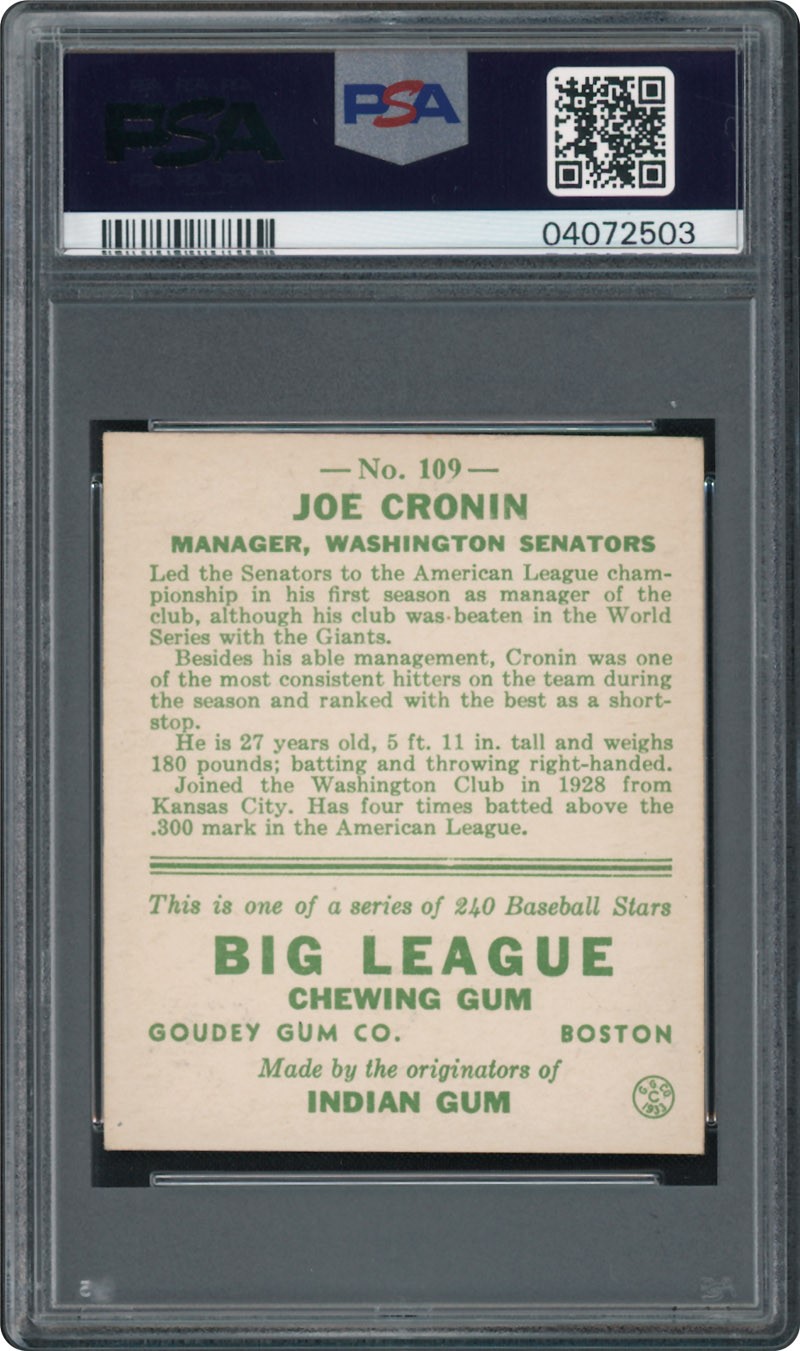 PSA
PSA
04072503
— No. 109 —
JOE CRONIN
MANAGER, WASHINGTON SENATORS
Led the Senators to the American League cham-
pionship in his first season as manager of the
club, although his club was beaten in the World
Series with the Giants.
Besides his able management, Cronin was one
of the most consistent hitters on the team during
the season and ranked with the best as a short-
stop.
He is 27 years old, 5 ft. 11 in. tall and weighs
180 pounds; batting and throwing right-handed.
Joined the Washington Club in 1928 from
Kansas City. Has four times batted above the
.300 mark in the American League.
This is one of a series of 240 Baseball Stars
BIG LEAGUE
CHEWING GUM
GOUDEY GUM CO. BOSTON
Made by the originators of
INDIAN GUM
G. G. CO
C
1933